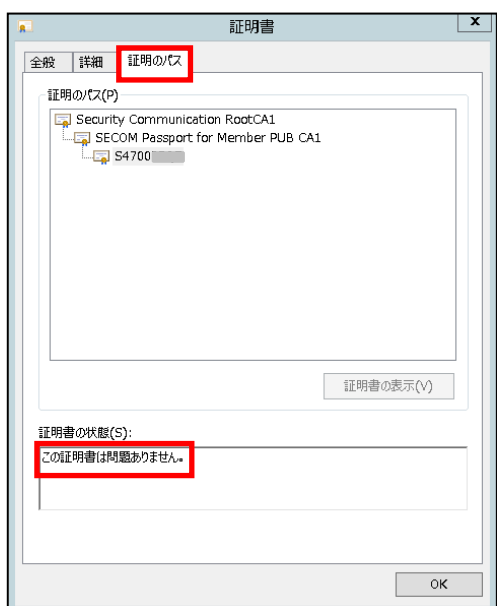 証明書
x
全般 詳細 証明のパス
証明のパス(P)
Security Communication RootCA1
SECOM Passport for Member PUB CA1
S4700
証明書の表示(V)
証明書の状態(S):
この証明書は問題ありません。
OK